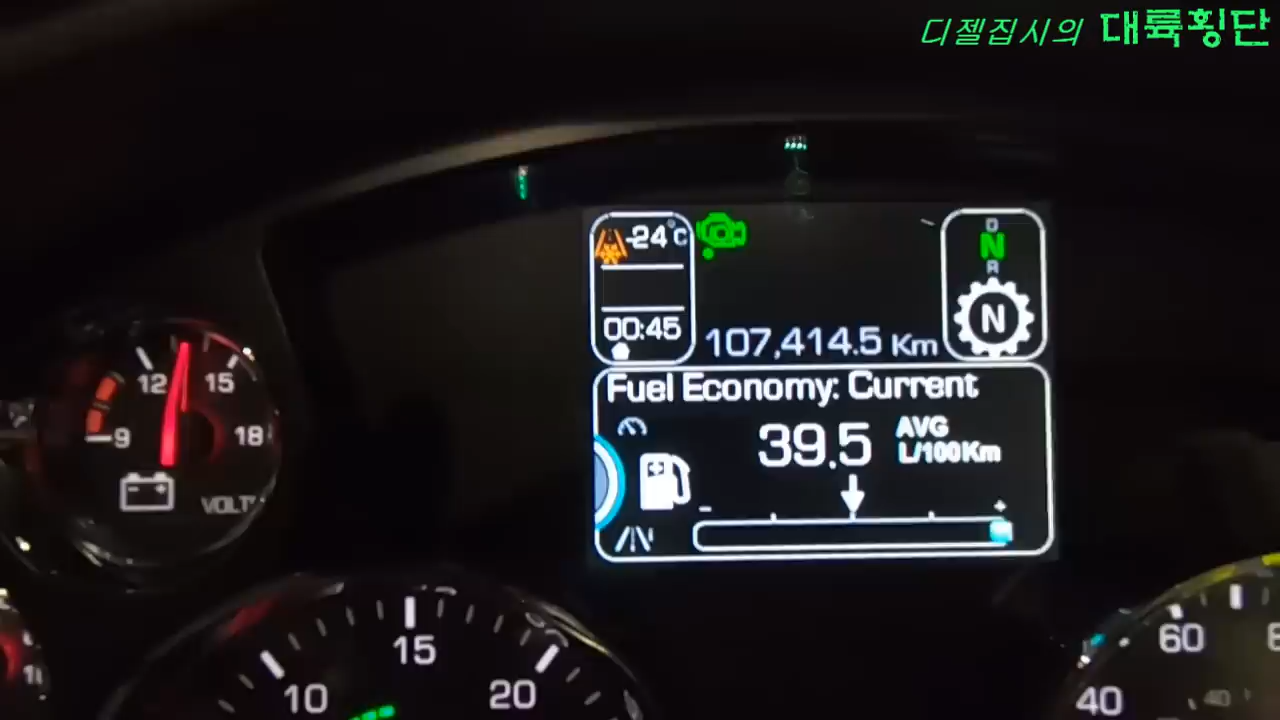 디젤집시의 대륙횡단
-24°C
D
N
R
N
00:45
107,414.5 Km
Fuel Economy: Current
39.5 AVG L/100Km
- +
9 12 15 18
VOLT
10 15 20
40 60
40